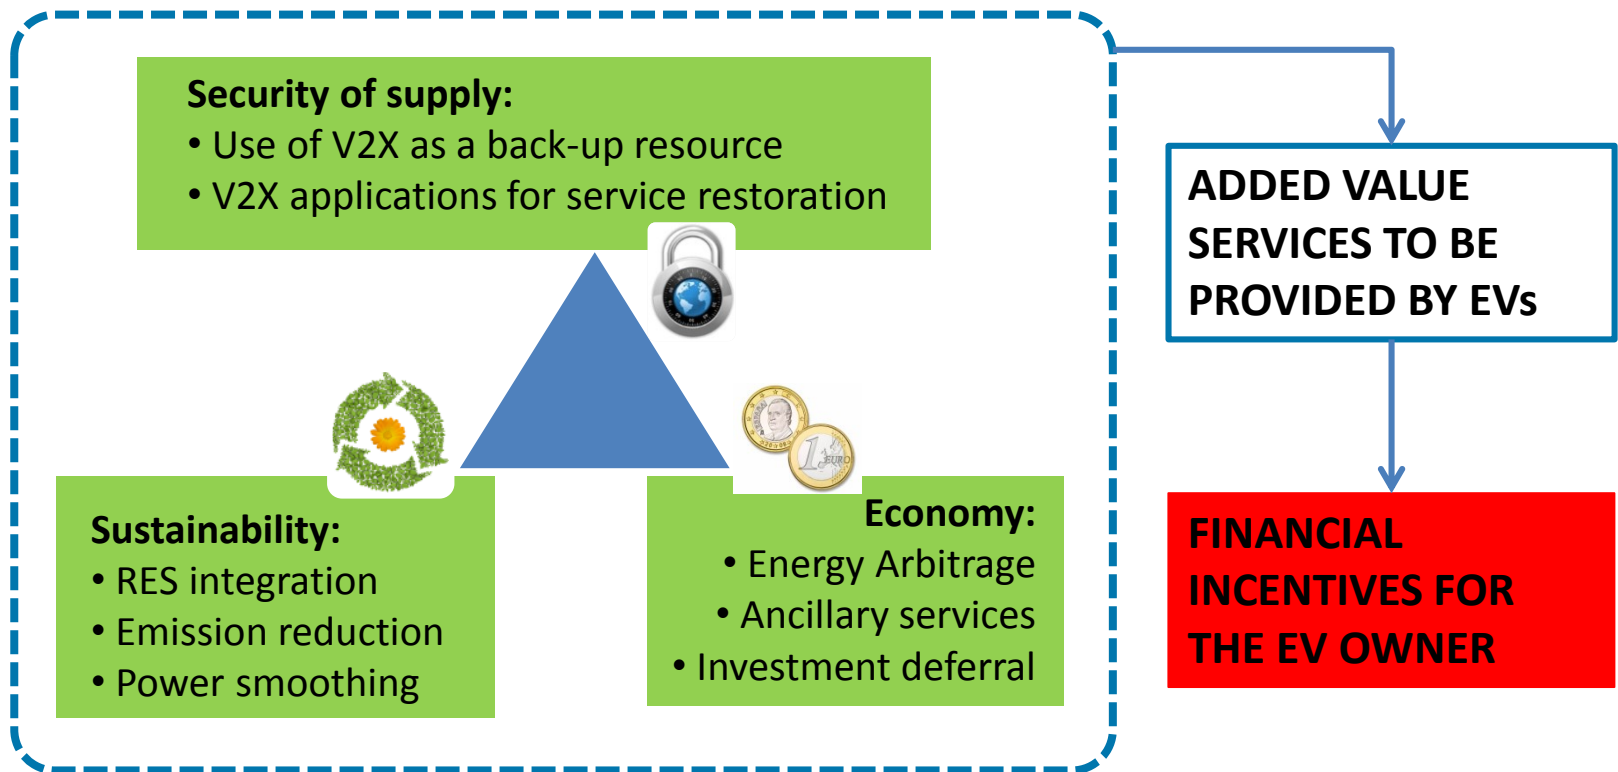 Security of supply:
• Use of V2X as a back-up resource
• V2X applications for service restoration
ADDED VALUE
SERVICES TO BE
PROVIDED BY EVs
1
EURO
Sustainability:
• RES integration
• Emission reduction
• Power smoothing
Economy:
• Energy Arbitrage
• Ancillary services
• Investment deferral
FINANCIAL
INCENTIVES FOR
THE EV OWNER